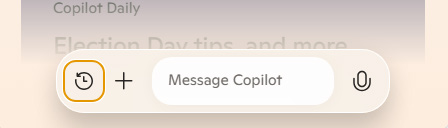 Copilot Daily
Election Day tips, and more
Message Copilot